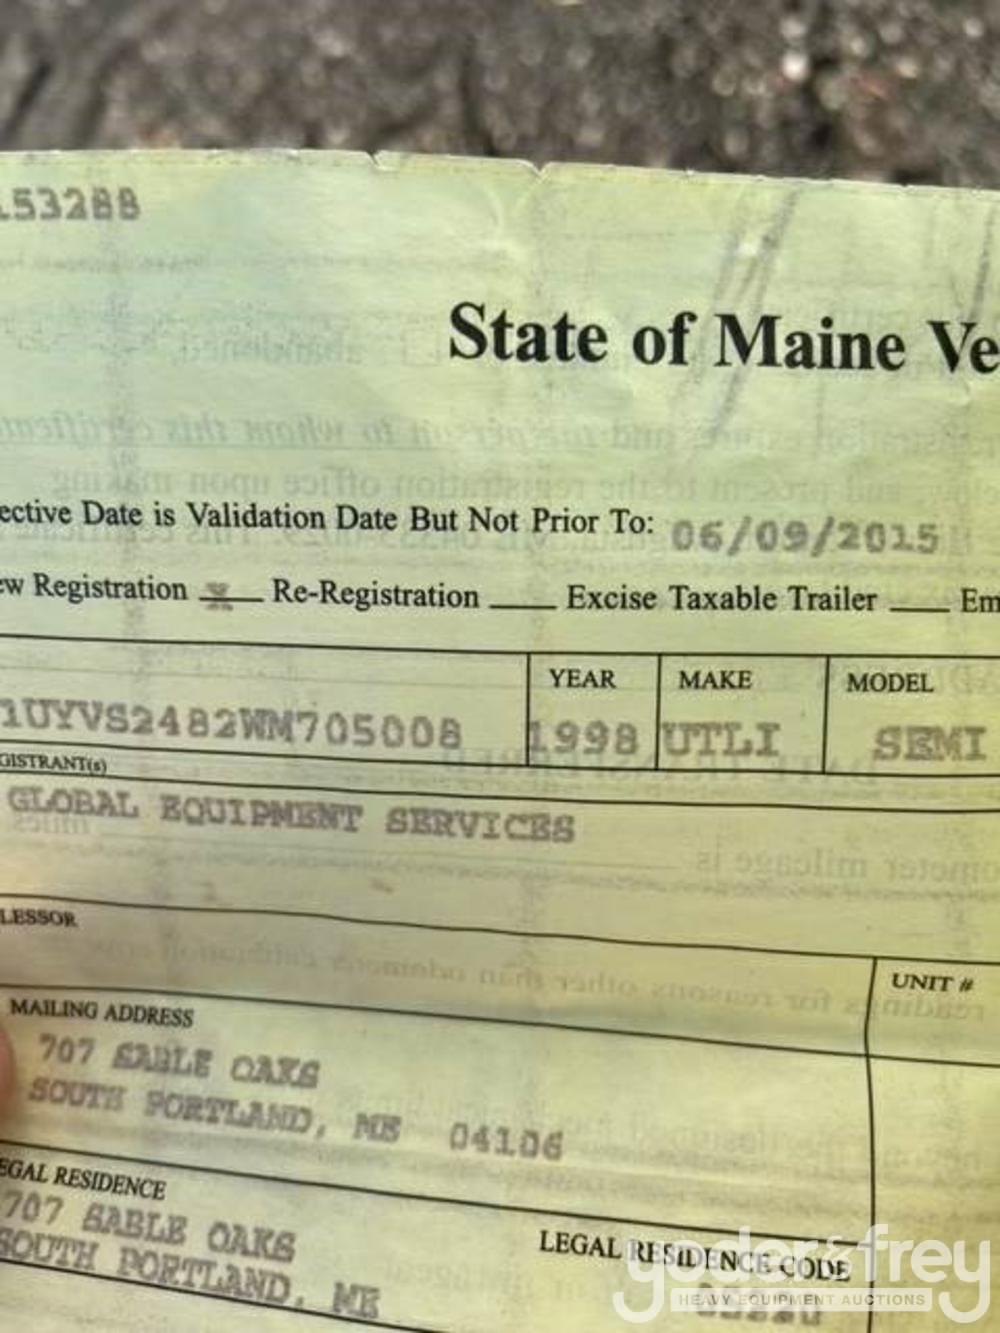 153288
State of Maine Ve
ective Date is Validation Date But Not Prior To: 06/09/2015
ew Registration x Re-Registration ___ Excise Taxable Trailer ___ Em
YEAR MAKE MODEL
1UYVS2482WM705008 1998 UTLI SEMI
GISTRANT(s)
GLOBAL EQUIPMENT SERVICES
LESSOR
UNIT #
MAILING ADDRESS
707 SABLE OAKS
SOUTH PORTLAND, ME 04106
EGAL RESIDENCE
707 SABLE OAKS
SOUTH PORTLAND, ME
LEGAL RESIDENCE CODE
yoder&frey
HEAVY EQUIPMENT AUCTIONS